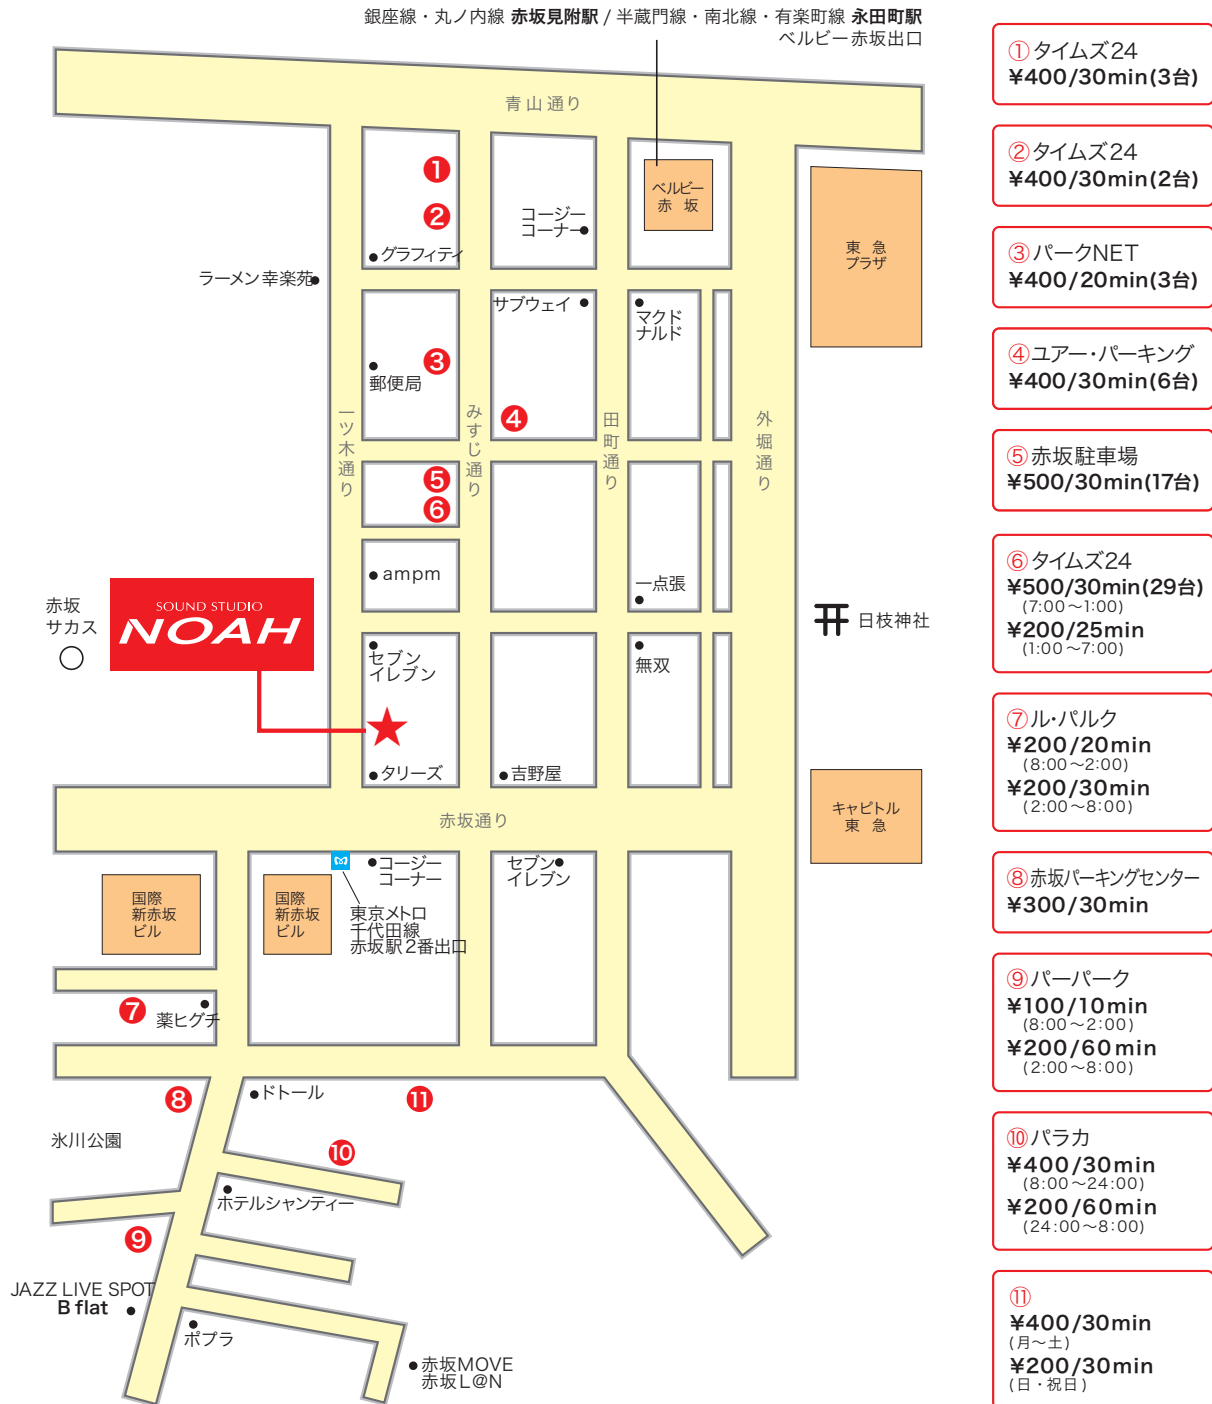 銀座線・丸ノ内線 赤坂見附駅 / 半蔵門線・南北線・有楽町線 永田町駅
ベルビー赤坂出口
青山通り
❶
❷
グラフィティ
コージー
コーナー
ベルビー
赤 坂
東 急
プラザ
ラーメン幸楽苑
サブウェイ
マクド
ナルド
❸
郵便局
❹
一ツ木通り
みすじ通り
田町通り
外堀通り
❺
❻
ampm
一点張
赤坂
サカス
SOUND STUDIO
NOAH
日枝神社
セブン
イレブン
無双
タリーズ
吉野屋
赤坂通り
キャピトル
東 急
コージー
コーナー
セブン
イレブン
国際
新赤坂
ビル
国際
新赤坂
ビル
東京メトロ
千代田線
赤坂駅2番出口
❼
薬ヒグチ
❽
ドトール
⓫
氷川公園
❿
ホテルシャンティー
❾
JAZZ LIVE SPOT
B flat
ポプラ
赤坂MOVE
赤坂L@N
①タイムズ24
¥400/30min(3台)
②タイムズ24
¥400/30min(2台)
③パークNET
¥400/20min(3台)
④ユアー・パーキング
¥400/30min(6台)
⑤赤坂駐車場
¥500/30min(17台)
⑥タイムズ24
¥500/30min(29台)
(7:00〜1:00)
¥200/25min
(1:00〜7:00)
⑦ル・パルク
¥200/20min
(8:00〜2:00)
¥200/30min
(2:00〜8:00)
⑧赤坂パーキングセンター
¥300/30min
⑨パーパーク
¥100/10min
(8:00〜2:00)
¥200/60min
(2:00〜8:00)
⑩パラカ
¥400/30min
(8:00〜24:00)
¥200/60min
(24:00〜8:00)
⑪
¥400/30min
(月〜土)
¥200/30min
(日・祝日)